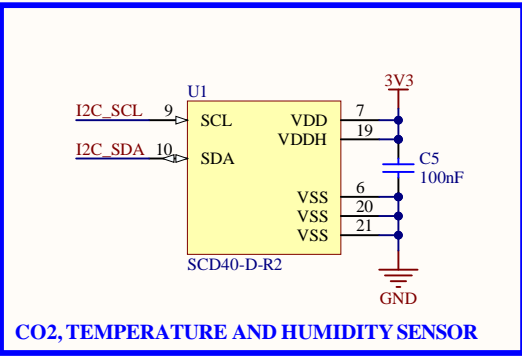 3V3
U1
I2C_SCL 9 SCL VDD 7
VDDH 19
I2C_SDA 10 SDA
C5
100nF
VSS 6
VSS 20
VSS 21
SCD40-D-R2
GND
CO2, TEMPERATURE AND HUMIDITY SENSOR